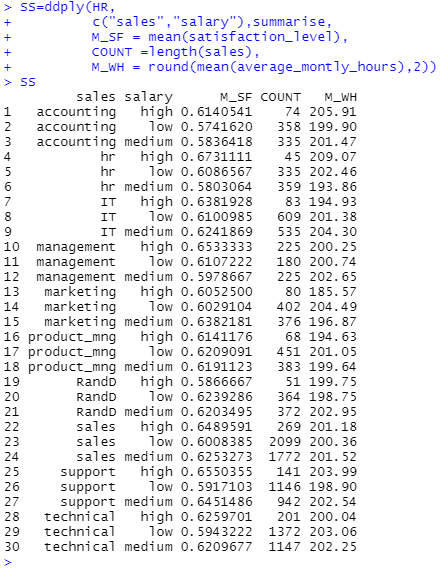 > SS=ddply(HR,
+ c("sales","salary"),summarise,
+ M_SF = mean(satisfaction_level),
+ COUNT =length(sales),
+ M_WH = round(mean(average_montly_hours),2))
> SS
sales salary M_SF COUNT M_WH
1 accounting high 0.6140541 74 205.91
2 accounting low 0.5741620 358 199.90
3 accounting medium 0.5836418 335 201.47
4 hr high 0.6731111 45 209.07
5 hr low 0.6086567 335 202.46
6 hr medium 0.5803064 359 193.86
7 IT high 0.6381928 83 194.93
8 IT low 0.6100985 609 201.38
9 IT medium 0.6241869 535 204.30
10 management high 0.6533333 225 200.25
11 management low 0.6107222 180 200.74
12 management medium 0.5978667 225 202.65
13 marketing high 0.6052500 80 185.57
14 marketing low 0.6029104 402 204.49
15 marketing medium 0.6382181 376 196.87
16 product_mng high 0.6141176 68 194.63
17 product_mng low 0.6209091 451 201.05
18 product_mng medium 0.6191123 383 199.64
19 RandD high 0.5866667 51 199.75
20 RandD low 0.6239286 364 198.75
21 RandD medium 0.6203495 372 202.95
22 sales high 0.6489591 269 201.18
23 sales low 0.6008385 2099 200.36
24 sales medium 0.6253273 1772 201.52
25 support high 0.6550355 141 203.99
26 support low 0.5917103 1146 198.90
27 support medium 0.6451486 942 202.54
28 technical high 0.6259701 201 200.04
29 technical low 0.5943222 1372 203.06
30 technical medium 0.6209677 1147 202.25
>